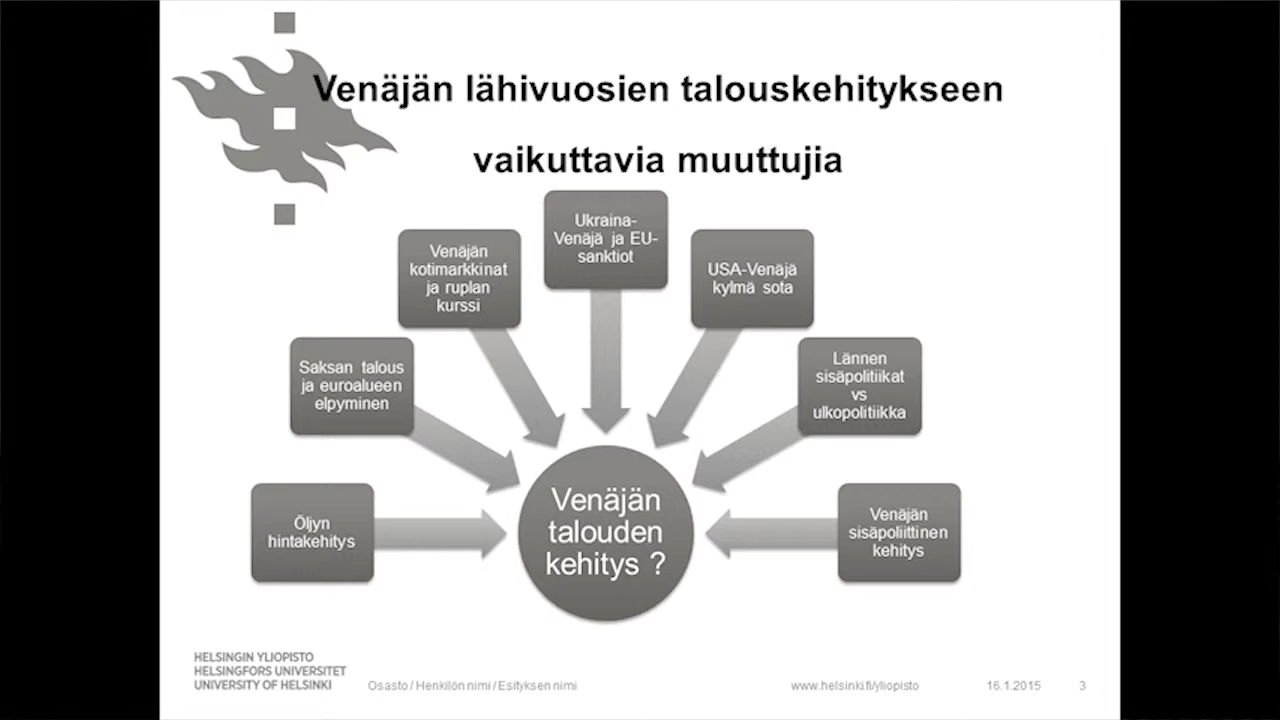 Venäjän lähivuosien talouskehitykseen
vaikuttavia muuttujia
Öljyn
hintakehitys
Saksan talous
ja euroalueen
elpyminen
Venäjän
kotimarkkinat
ja ruplan
kurssi
Ukraina-
Venäjä ja EU-
sanktiot
USA-Venäjä
kylmä sota
Lännen
sisäpolitiikat
vs
ulkopolitiikka
Venäjän
sisäpoliittinen
kehitys
Venäjän
talouden
kehitys ?
HELSINGIN YLIOPISTO
HELSINGFORS UNIVERSITET
UNIVERSITY OF HELSINKI
Osasto / Henkilön nimi / Esityksen nimi
www.helsinki.fi/yliopisto
16.1.2015
3